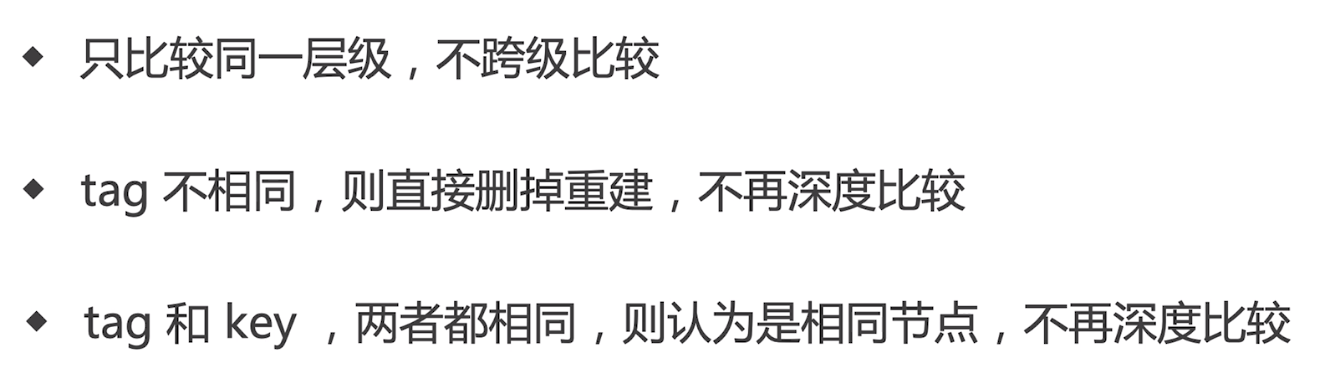 ◆ 只比较同一层级，不跨级比较
◆ tag 不相同，则直接删掉重建，不再深度比较
◆ tag 和 key ，两者都相同，则认为是相同节点，不再深度比较